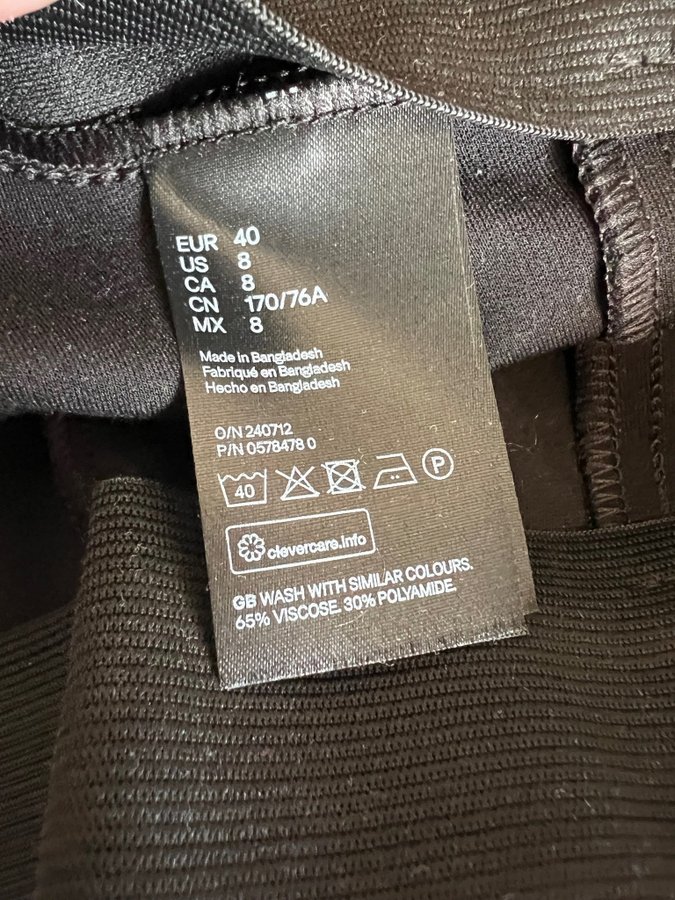 EUR 40
US 8
CA 8
CN 170/76A
MX 8
Made in Bangladesh
Fabriqué en Bangladesh
Hecho en Bangladesh
O/N 240712
P/N 0578478 0
40 P
clevercare.info
GB WASH WITH SIMILAR COLOURS.
65% VISCOSE. 30% POLYAMIDE